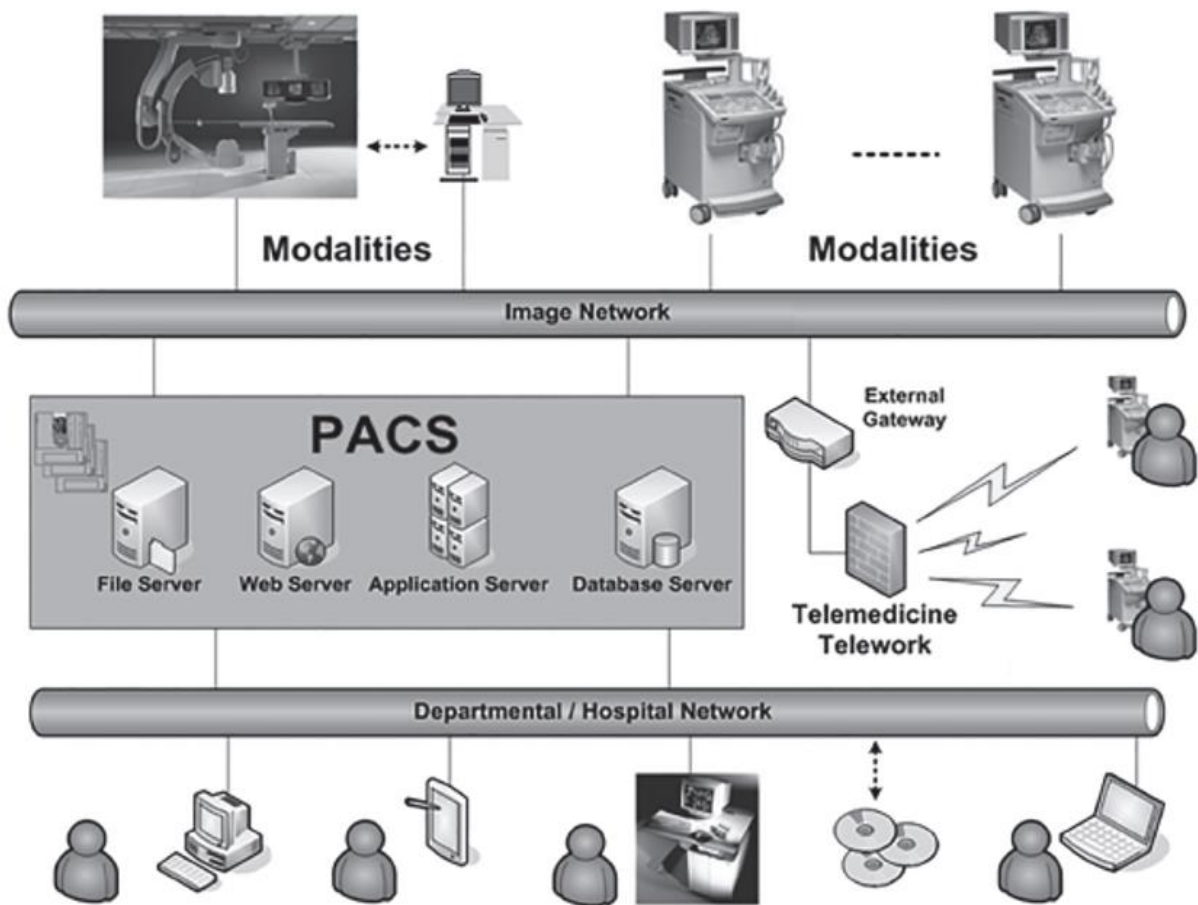 Modalities
Modalities
Image Network
PACS
External
Gateway
File Server
Web Server
Application Server
Database Server
Telemedicine
Telework
Departmental / Hospital Network